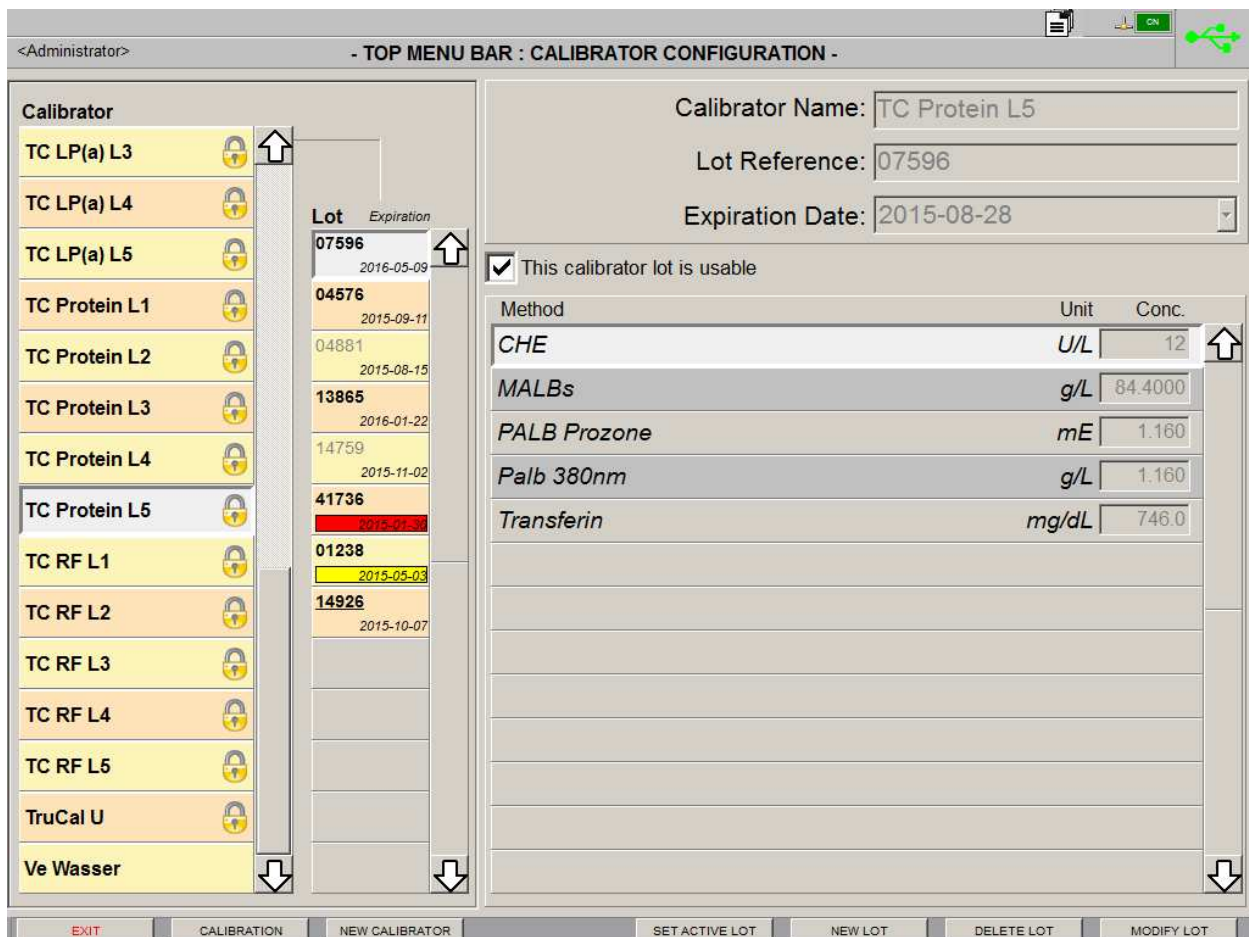 CN
<Administrator>
- TOP MENU BAR : CALIBRATOR CONFIGURATION -
Calibrator
TC LP(a) L3
TC LP(a) L4
TC LP(a) L5
TC Protein L1
TC Protein L2
TC Protein L3
TC Protein L4
TC Protein L5
TC RF L1
TC RF L2
TC RF L3
TC RF L4
TC RF L5
TruCal U
Ve Wasser
Lot Expiration
07596
2016-05-09
04576
2015-09-11
04881
2015-08-15
13865
2016-01-22
14759
2015-11-02
41736
2015-01-30
01238
2015-05-03
14926
2015-10-07
Calibrator Name: TC Protein L5
Lot Reference: 07596
Expiration Date: 2015-08-28
This calibrator lot is usable
Method Unit Conc.
CHE U/L 12
MALBs g/L 84.4000
PALB Prozone mE 1.160
Palb 380nm g/L 1.160
Transferin mg/dL 746.0
EXIT CALIBRATION NEW CALIBRATOR SET ACTIVE LOT NEW LOT DELETE LOT MODIFY LOT